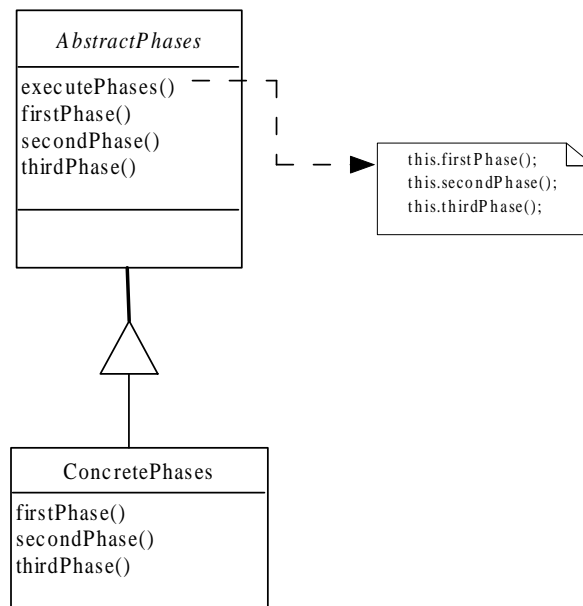 AbstractPhases
executePhases()
firstPhase()
secondPhase()
thirdPhase()
this.firstPhase();
this.secondPhase();
this.thirdPhase();
ConcretePhases
firstPhase()
secondPhase()
thirdPhase()